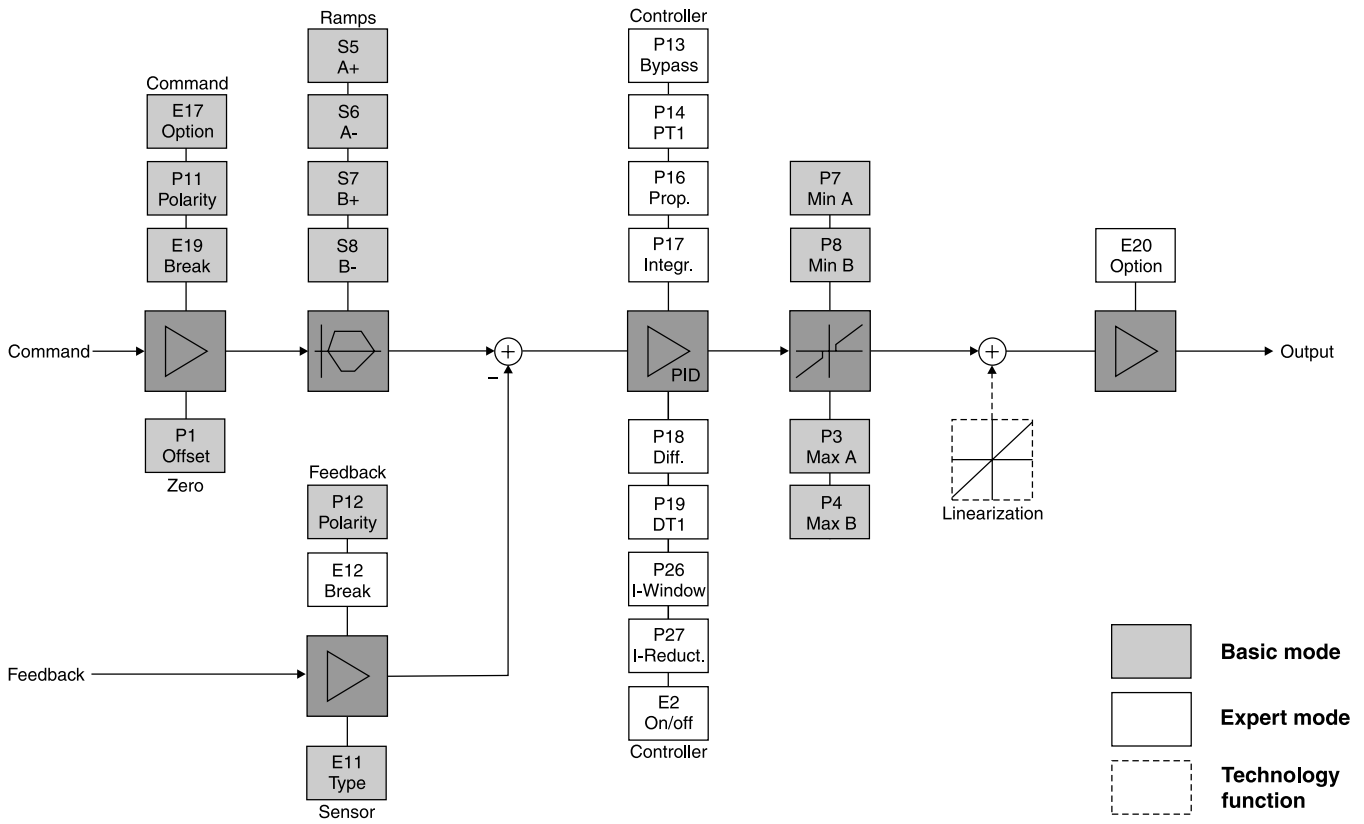 Command
E17
Option
P11
Polarity
E19
Break
Command
P1
Offset
Zero
Ramps
S5
A+
S6
A-
S7
B+
S8
B-
Feedback
P12
Polarity
E12
Break
Feedback
E11
Type
Sensor
+
–
Controller
P13
Bypass
P14
PT1
P16
Prop.
P17
Integr.
PID
P18
Diff.
P19
DT1
P26
I-Window
P27
I-Reduct.
E2
On/off
Controller
P7
Min A
P8
Min B
P3
Max A
P4
Max B
+
Linearization
E20
Option
Output
Basic mode
Expert mode
Technology
function